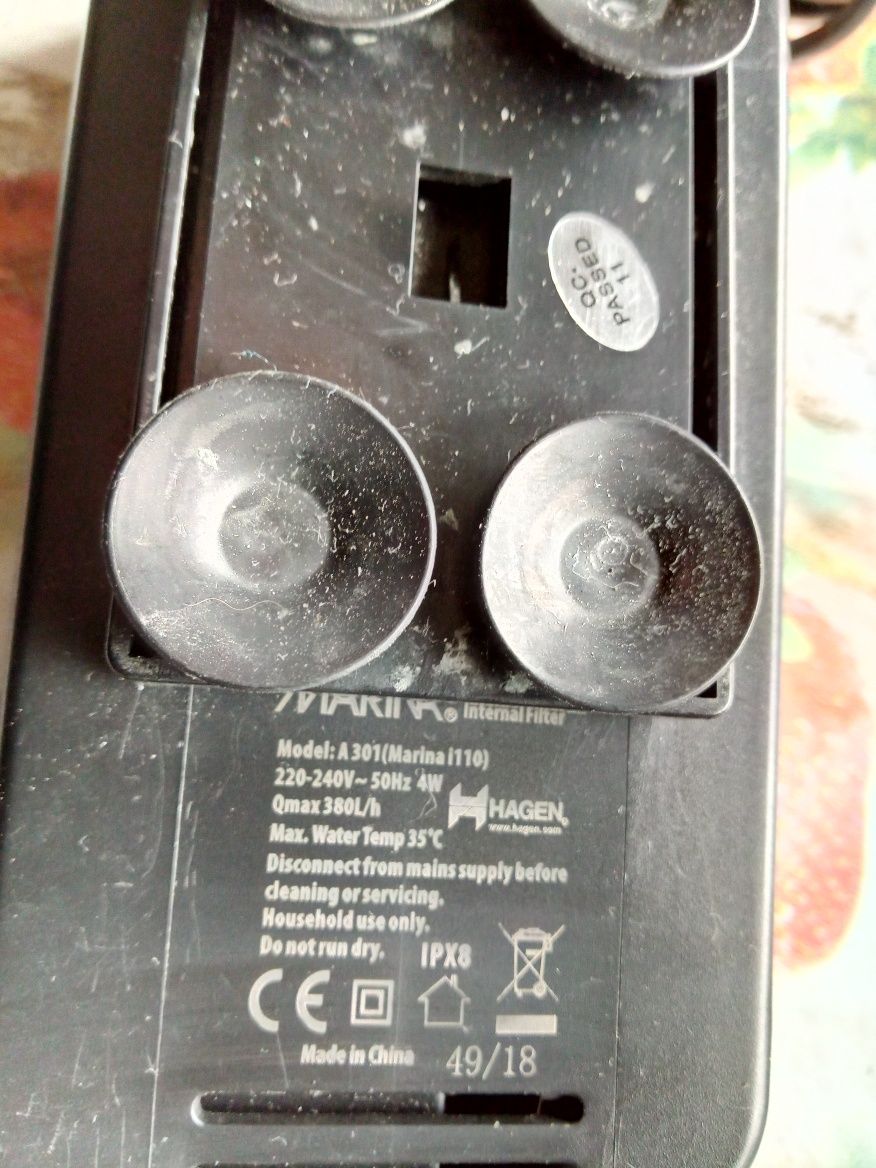 QC.
PASSED
11
MARINA® Internal Filter
Model: A301(Marina i110)
220-240V~ 50Hz 4W
Qmax 380L/h
HAGEN®
www.hagen.com
Max. Water Temp 35°C
Disconnect from mains supply before
cleaning or servicing.
Household use only.
Do not run dry.
IPX8
CE
Made in China
49/18